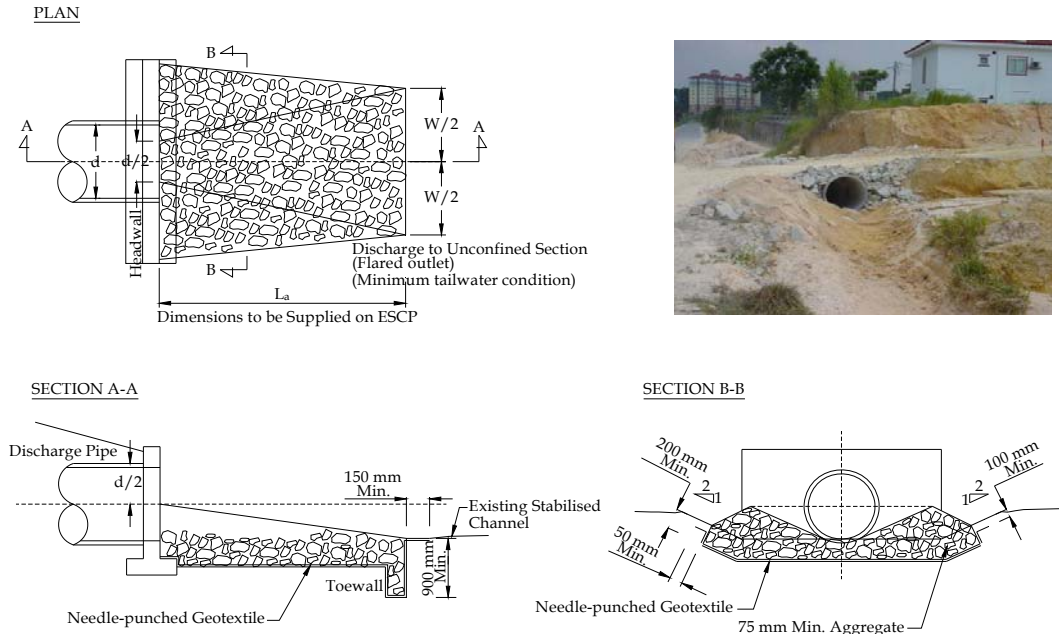 PLAN
B
A
d
d/2
Headwall
W/2
A
W/2
B
Discharge to Unconfined Section
(Flared outlet)
(Minimum tailwater condition)
La
Dimensions to be Supplied on ESCP
SECTION A-A
Discharge Pipe
d/2
150 mm
Min.
Existing Stabilised
Channel
900 mm
Min.
Toewall
Needle-punched Geotextile
SECTION B-B
200 mm
Min.
2
1
100 mm
Min.
2
1
50 mm
Min.
Needle-punched Geotextile
75 mm Min. Aggregate